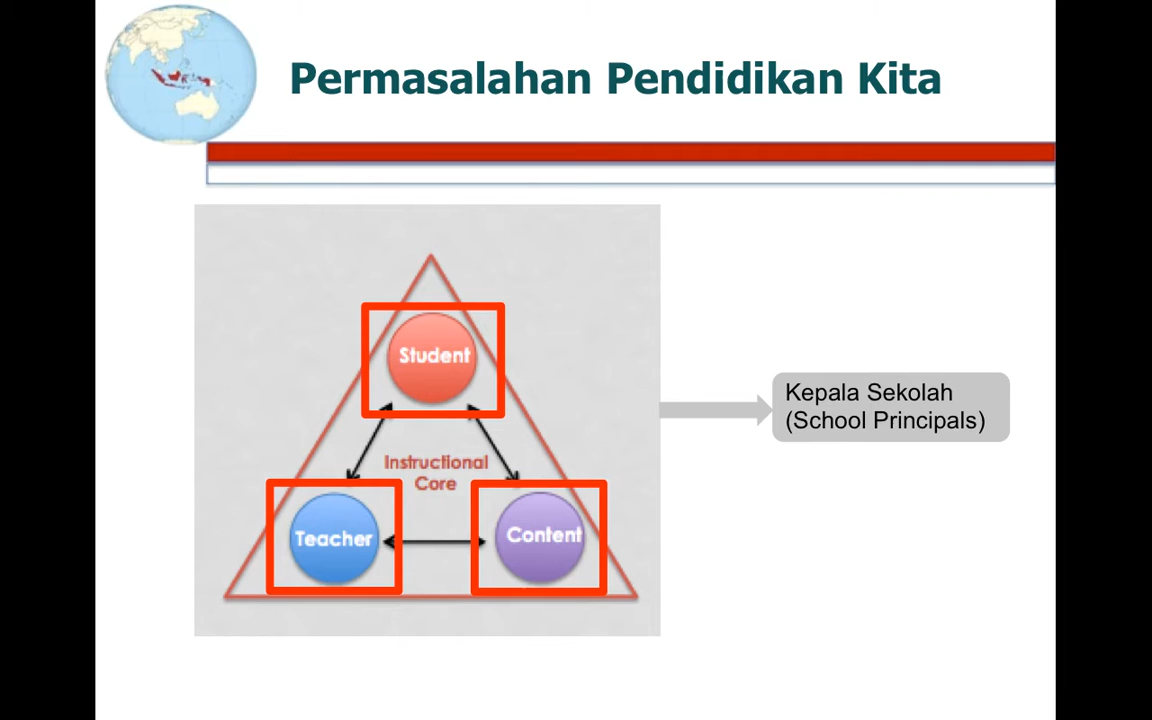 Permasalahan Pendidikan Kita
Student
Instructional
Core
Teacher
Content
Kepala Sekolah
(School Principals)